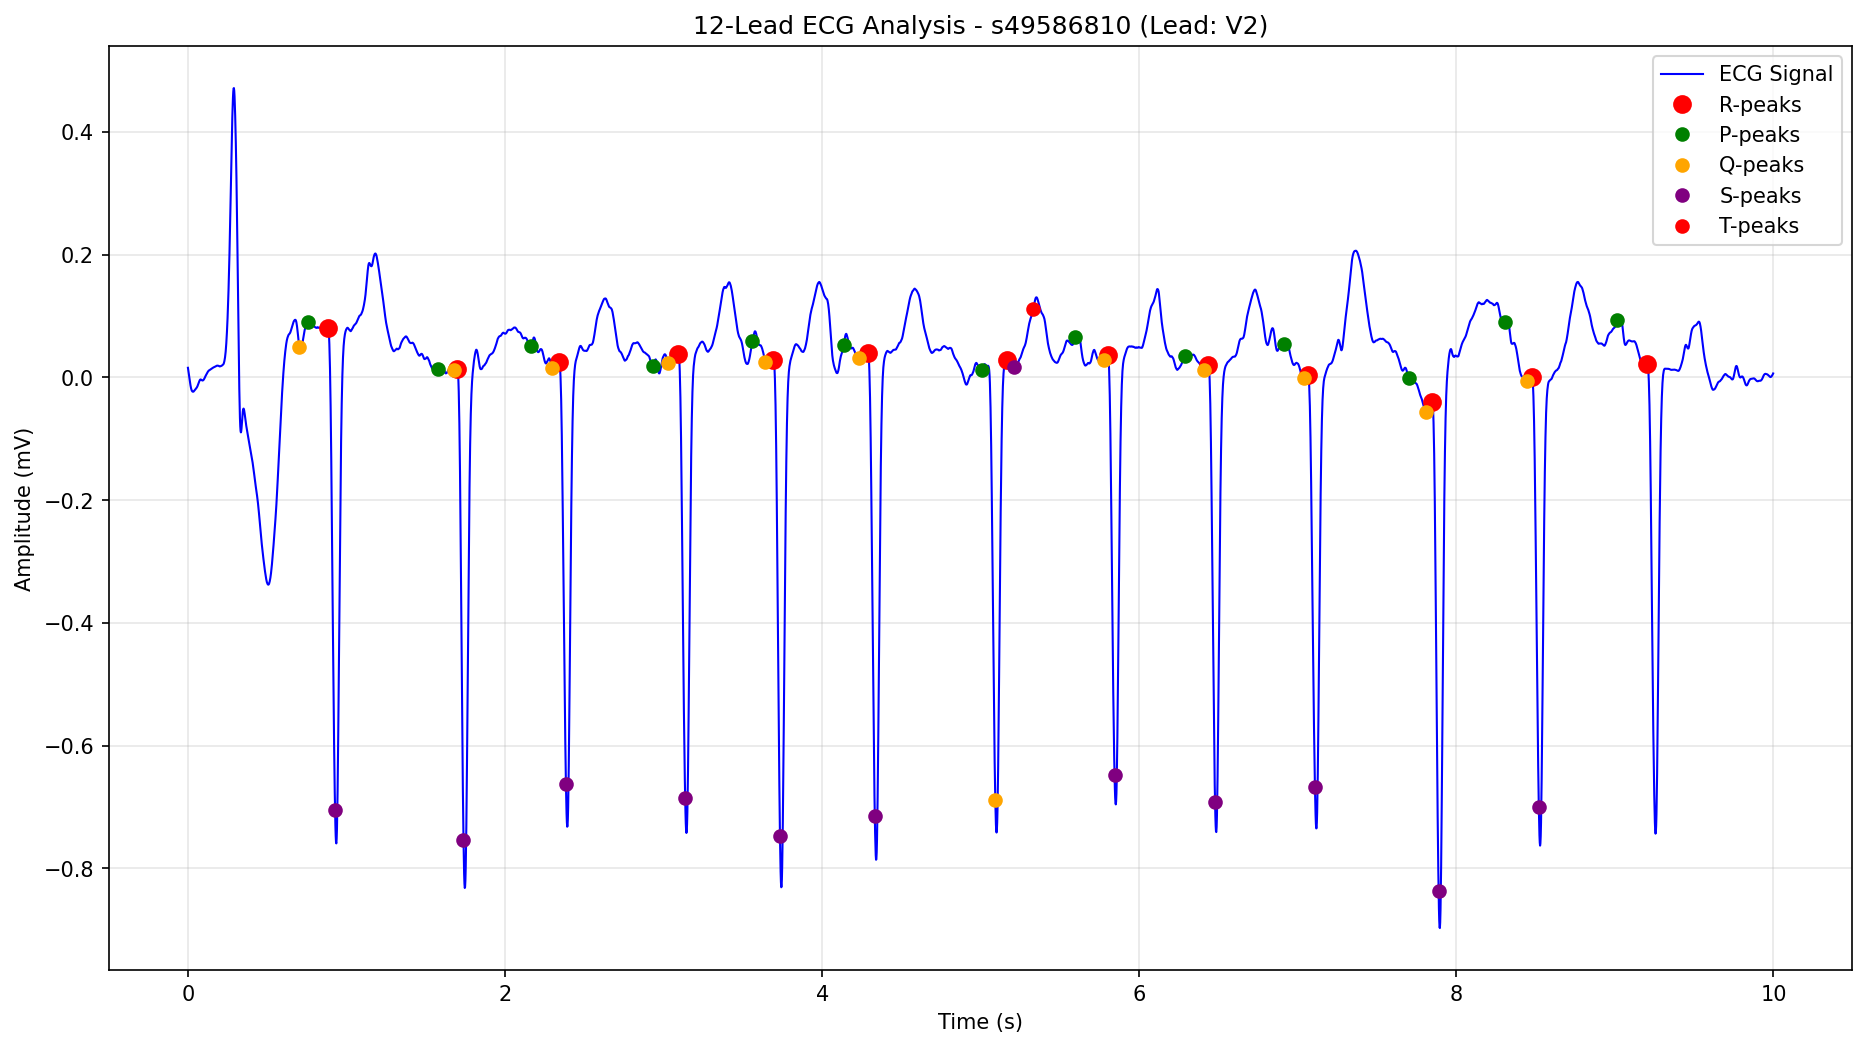 12-Lead ECG Analysis - s49586810 (Lead: V2)
ECG Signal
R-peaks
P-peaks
Q-peaks
S-peaks
T-peaks
Amplitude (mV)
0.4
0.2
0.0
−0.2
−0.4
−0.6
−0.8
0 2 4 6 8 10
Time (s)